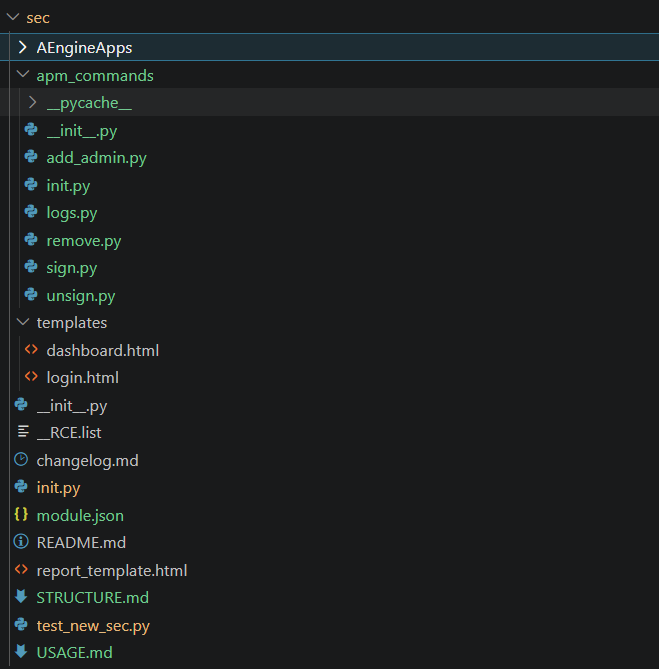 sec
AEngineApps
apm_commands
__pycache__
__init__.py
add_admin.py
init.py
logs.py
remove.py
sign.py
unsign.py
templates
dashboard.html
login.html
__init__.py
__RCE.list
changelog.md
init.py
module.json
README.md
report_template.html
STRUCTURE.md
test_new_sec.py
USAGE.md